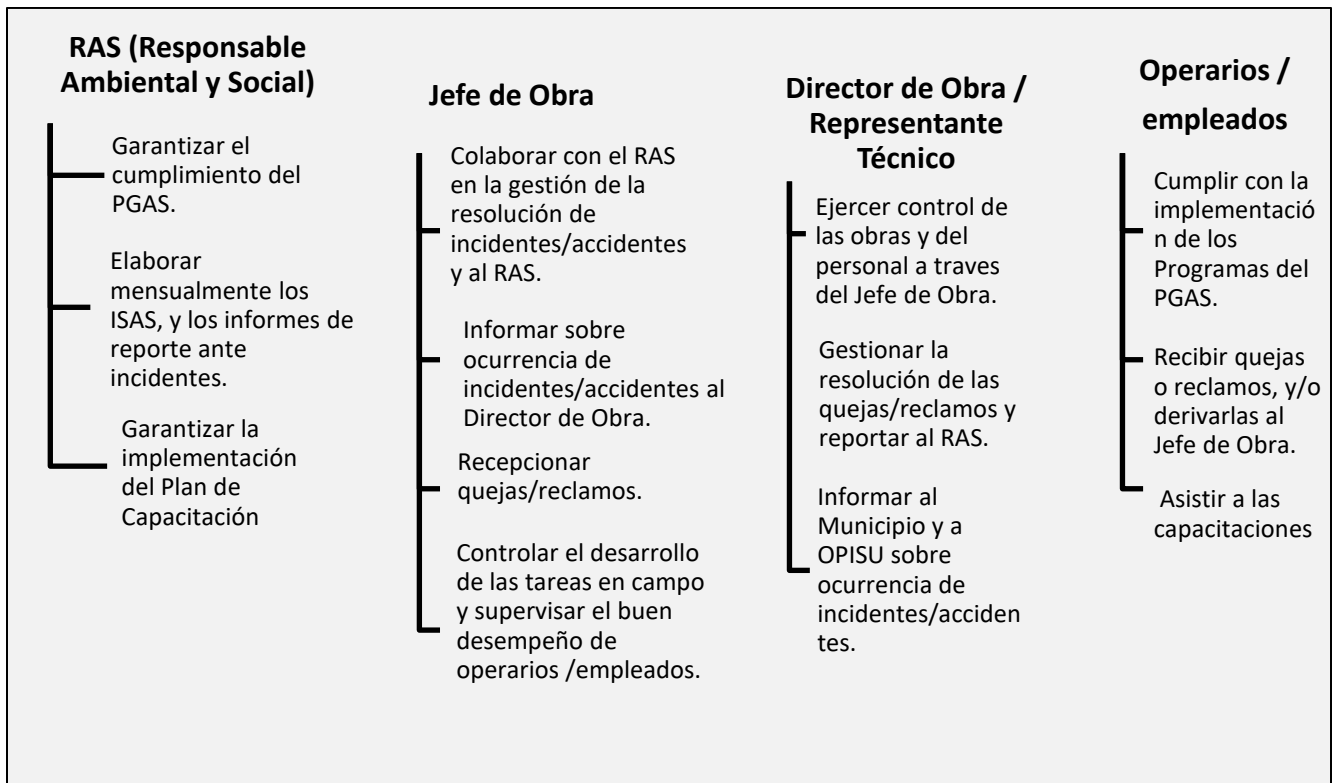 RAS (Responsable
Ambiental y Social)
Garantizar el
cumplimiento del
PGAS.
Elaborar
mensualmente los
ISAS, y los informes de
reporte ante
incidentes.
Garantizar la
implementación
del Plan de
Capacitación
Jefe de Obra
Colaborar con el RAS
en la gestión de la
resolución de
incidentes/accidentes
y al RAS.
Informar sobre
ocurrencia de
incidentes/accidentes al
Director de Obra.
Recepcionar
quejas/reclamos.
Controlar el desarrollo
de las tareas en campo
y supervisar el buen
desempeño de
operarios /empleados.
Director de Obra /
Representante
Técnico
Ejercer control de
las obras y del
personal a traves
del Jefe de Obra.
Gestionar la
resolución de las
quejas/reclamos y
reportar al RAS.
Informar al
Municipio y a
OPISU sobre
ocurrencia de
incidentes/acciden
tes.
Operarios /
empleados
Cumplir con la
implementació
n de los
Programas del
PGAS.
Recibir quejas
o reclamos, y/o
derivarlas al
Jefe de Obra.
Asistir a las
capacitaciones